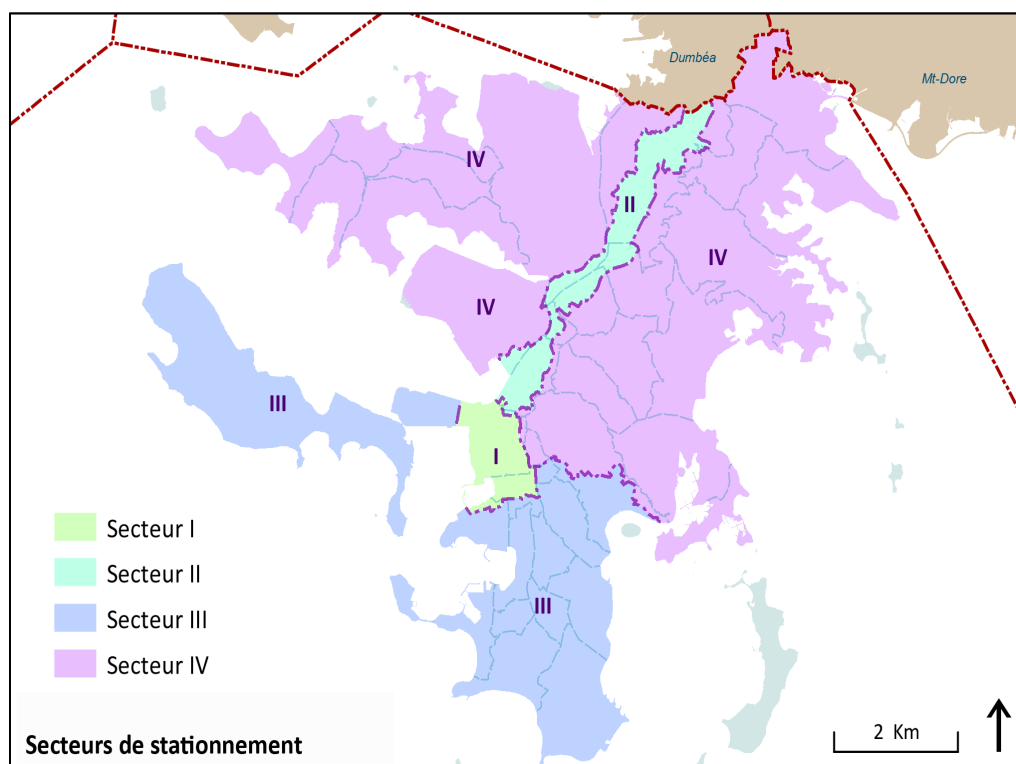 Dumbéa
Mt-Dore
IV
II
IV
IV
III
I
Secteur I
Secteur II
Secteur III
III
Secteur IV
2 Km
Secteurs de stationnement